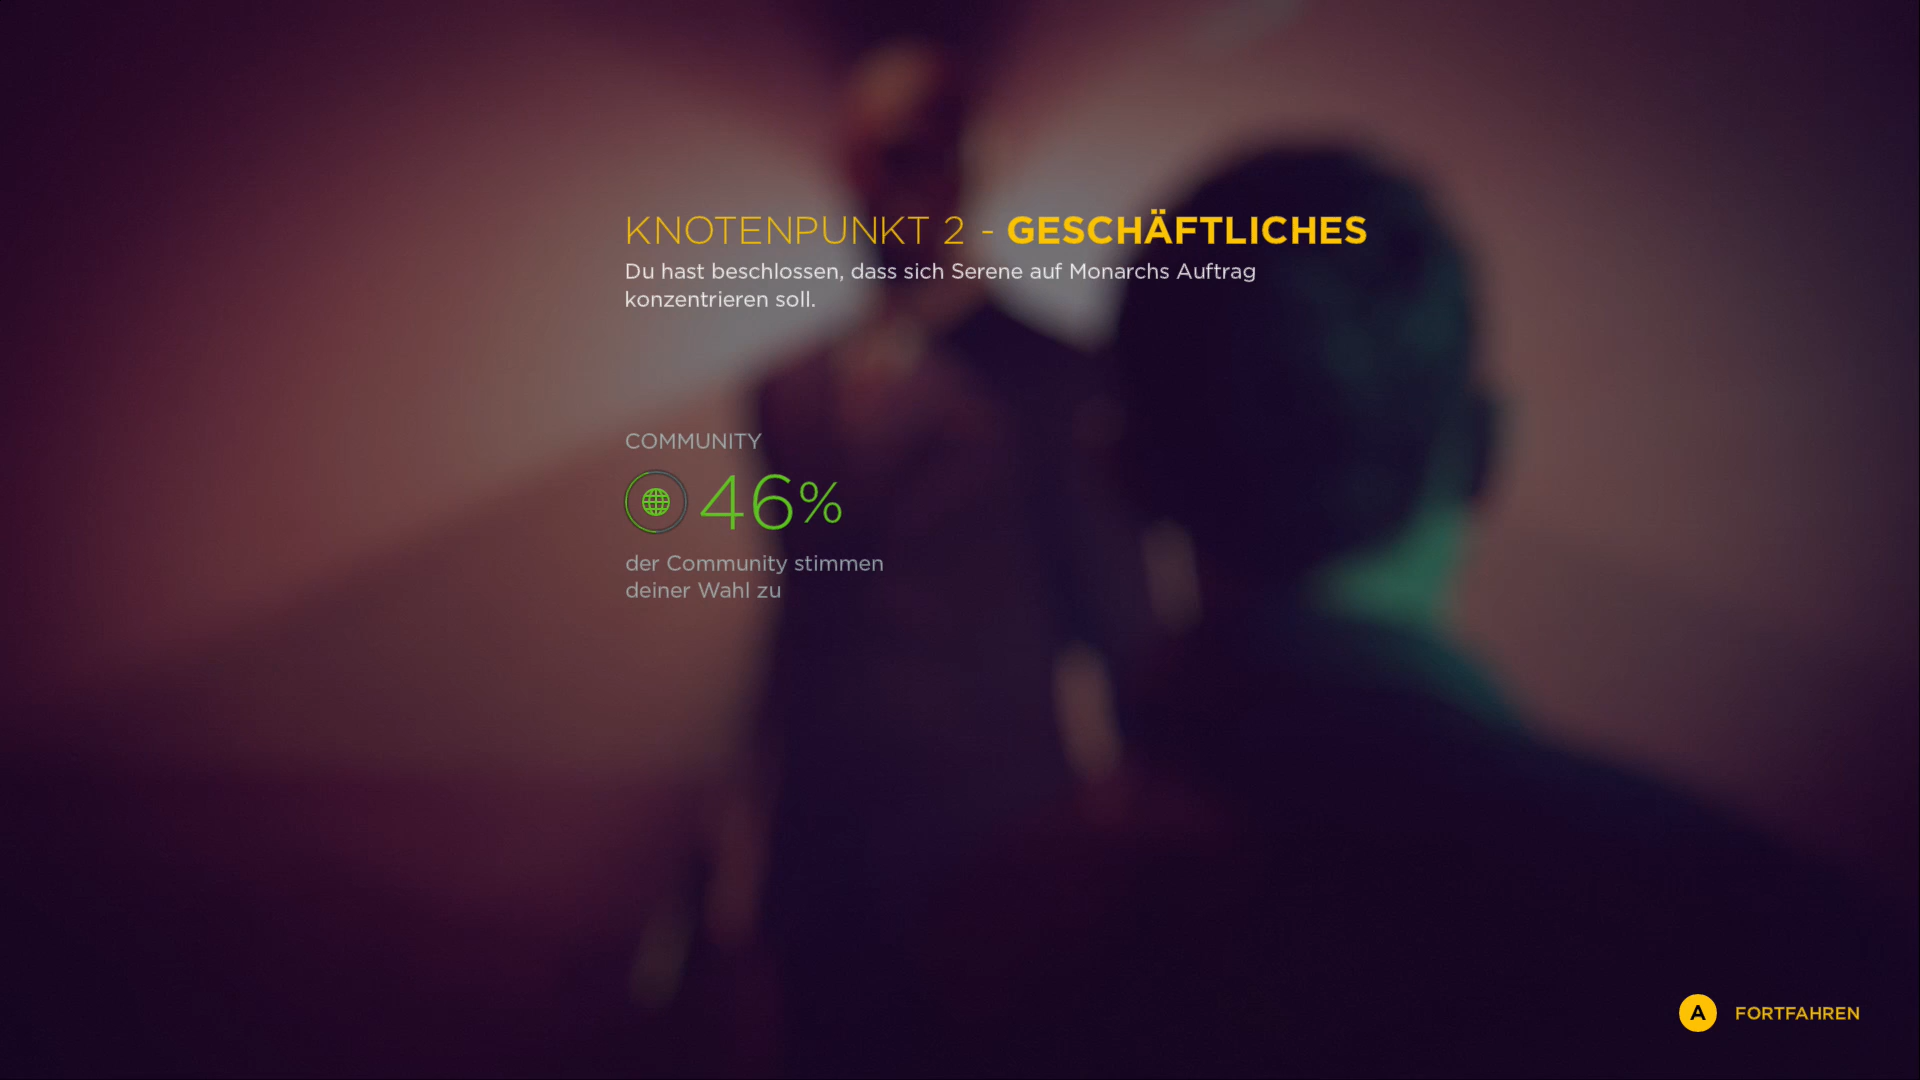 KNOTENPUNKT 2 - GESCHÄFTLICHES
Du hast beschlossen, dass sich Serene auf Monarchs Auftrag
konzentrieren soll.
COMMUNITY
46%
der Community stimmen
deiner Wahl zu
A FORTFAHREN